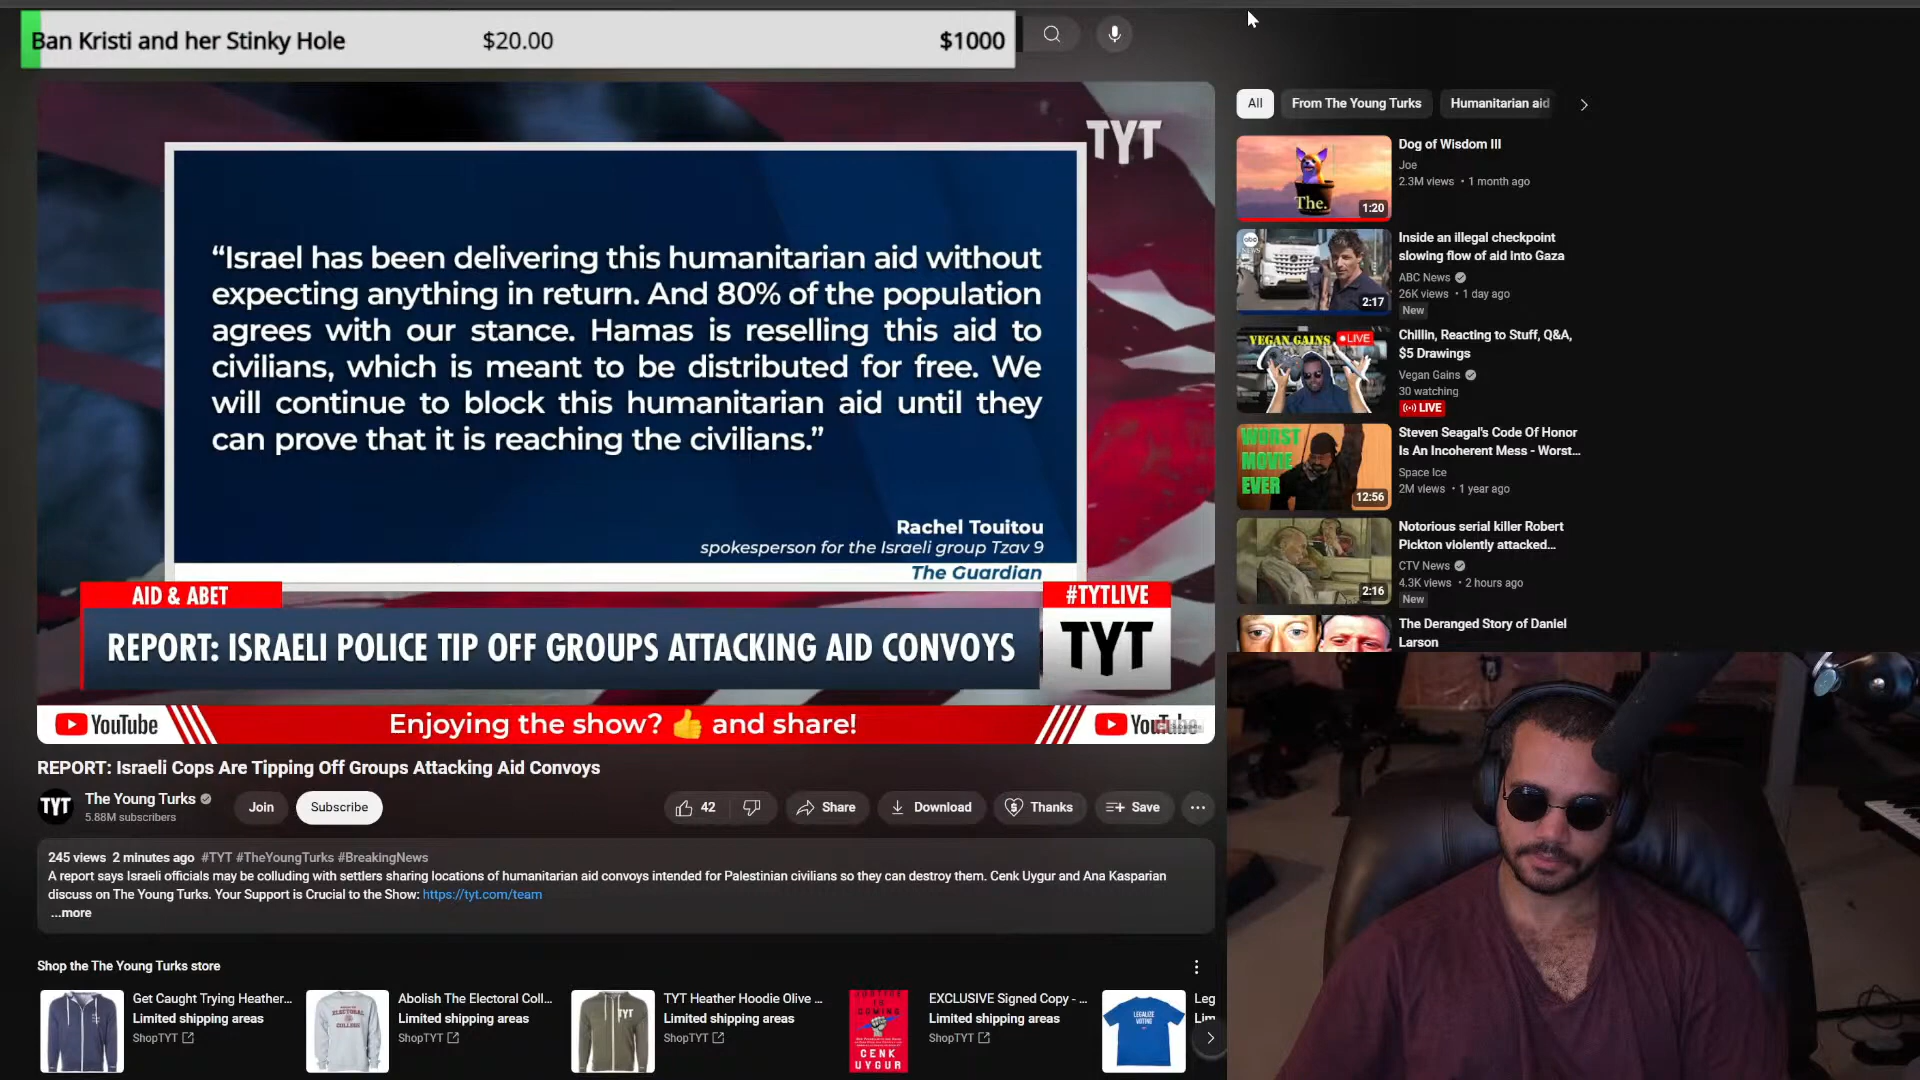 Ban Kristi and her Stinky Hole $20.00 $1000
TYT
“Israel has been delivering this humanitarian aid without
expecting anything in return. And 80% of the population
agrees with our stance. Hamas is reselling this aid to
civilians, which is meant to be distributed for free. We
will continue to block this humanitarian aid until they
can prove that it is reaching the civilians.”
Rachel Touitou
spokesperson for the Israeli group Tzav 9
The Guardian
AID & ABET
#TYTLIVE
REPORT: ISRAELI POLICE TIP OFF GROUPS ATTACKING AID CONVOYS
TYT
YouTube
Enjoying the show? 👍 and share!
YouTube
REPORT: Israeli Cops Are Tipping Off Groups Attacking Aid Convoys
TYT
The Young Turks
5.88M subscribers
Join
Subscribe
42
Share
Download
Thanks
Save
245 views 2 minutes ago #TYT #TheYoungTurks #BreakingNews
A report says Israeli officials may be colluding with settlers sharing locations of humanitarian aid convoys intended for Palestinian civilians so they can destroy them. Cenk Uygur and Ana Kasparian
discuss on The Young Turks. Your Support is Crucial to the Show: https://tyt.com/team
...more
Shop the The Young Turks store
Get Caught Trying Heather...
Limited shipping areas
ShopTYT
ELECTORAL
COLLEGE
Abolish The Electoral Coll...
Limited shipping areas
ShopTYT
TYT
TYT Heather Hoodie Olive ...
Limited shipping areas
ShopTYT
JUSTICE IS
COMING
CENK
UYGUR
EXCLUSIVE Signed Copy - ...
Limited shipping areas
ShopTYT
LEGALIZE
VOTING
Leg
Lim
All
From The Young Turks
Humanitarian aid
The.
1:20
Dog of Wisdom III
Joe
2.3M views • 1 month ago
abc
NEWS
2:17
Inside an illegal checkpoint
slowing flow of aid into Gaza
ABC News
26K views • 1 day ago
New
VEGAN GAINS
LIVE
Chillin, Reacting to Stuff, Q&A,
$5 Drawings
Vegan Gains
30 watching
LIVE
WORST
MOVIE
EVER
12:56
Steven Seagal's Code Of Honor
Is An Incoherent Mess - Worst...
Space Ice
2M views • 1 year ago
2:16
Notorious serial killer Robert
Pickton violently attacked...
CTV News
4.3K views • 2 hours ago
New
The Deranged Story of Daniel
Larson